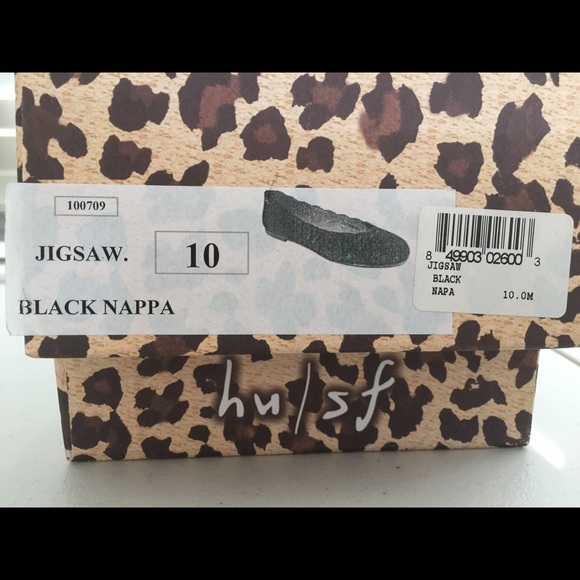 100709
JIGSAW. 10
BLACK NAPPA
8 49903 02600 3
JIGSAW
BLACK
NAPA 10.0M
hu/sf